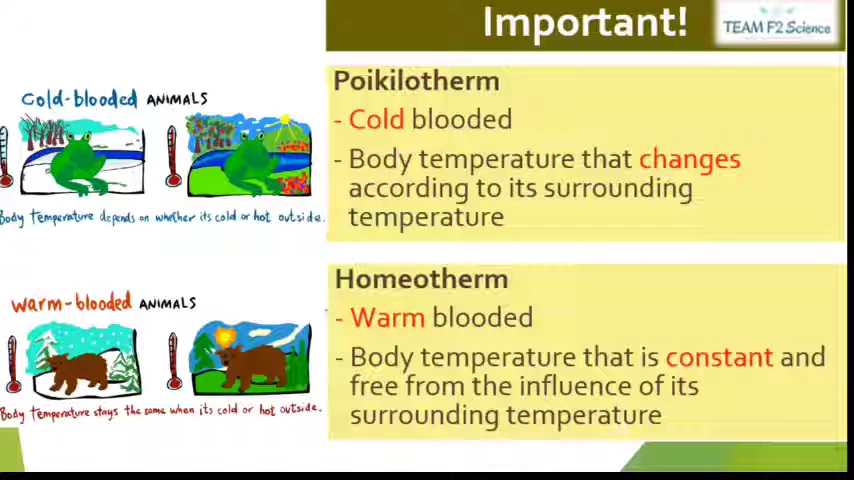 Important!
TEAM F2 Science
Cold-blooded ANIMALS
Body temperature depends on whether its cold or hot outside.
Poikilotherm
- Cold blooded
- Body temperature that changes
according to its surrounding
temperature
warm-blooded ANIMALS
Body temperature stays the same when its cold or hot outside.
Homeotherm
- Warm blooded
- Body temperature that is constant and
free from the influence of its
surrounding temperature